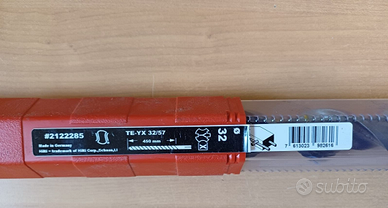 #2122285
Made in Germany
Hilti = trademark of Hilti Corp., Schaan, LI
TE-YX 32/57
450 mm
32
7 613023 902616
subito